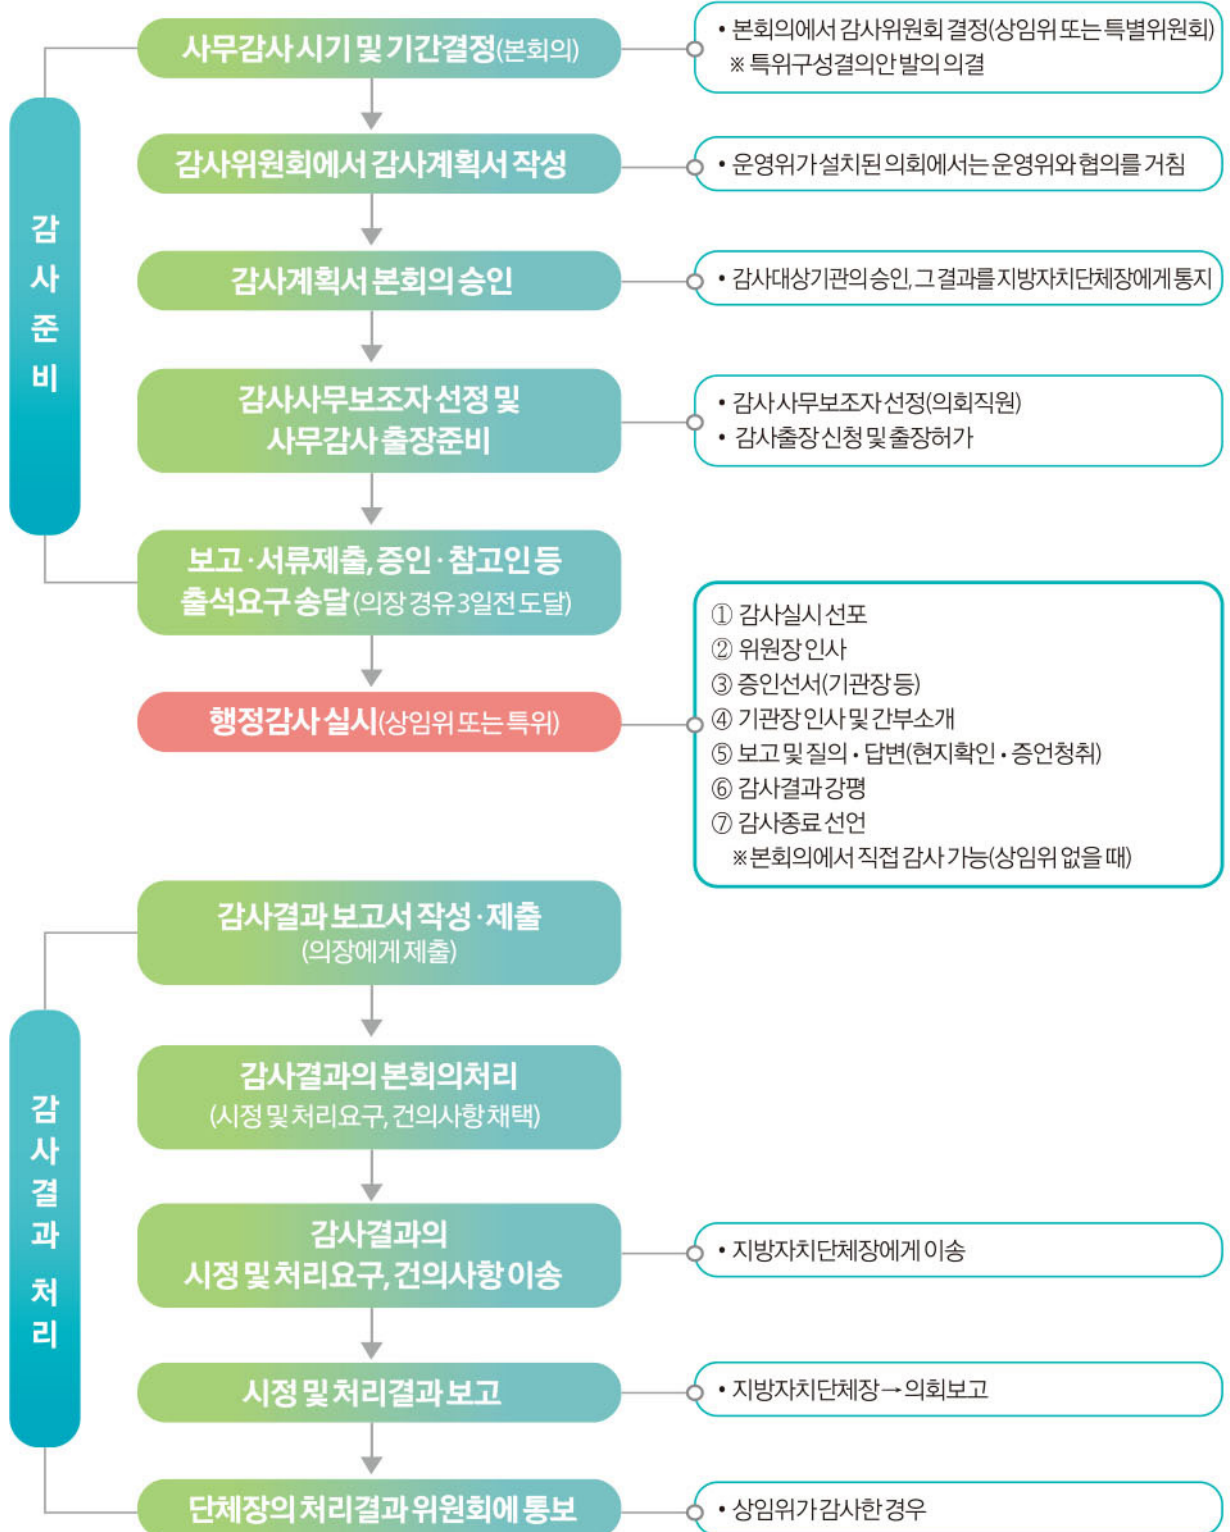 감사준비
사무감사 시기 및 기간결정(본회의)
• 본회의에서 감사위원회 결정(상임위 또는 특별위원회)
※ 특위구성결의안 발의 의결
감사위원회에서 감사계획서 작성
• 운영위가 설치된 의회에서는 운영위와 협의를 거침
감사계획서 본회의 승인
• 감사대상기관의 승인, 그 결과를 지방자치단체장에게 통지
감사사무보조자 선정 및
사무감사 출장준비
• 감사 사무보조자 선정(의회직원)
• 감사출장 신청 및 출장허가
보고·서류제출, 증인·참고인 등
출석요구 송달 (의장 경유 3일전 도달)
행정감사 실시(상임위 또는 특위)
① 감사실시 선포
② 위원장 인사
③ 증인선서(기관장 등)
④ 기관장 인사 및 간부소개
⑤ 보고 및 질의 • 답변(현지확인 • 증언청취)
⑥ 감사결과 강평
⑦ 감사종료 선언
※ 본회의에서 직접 감사 가능(상임위 없을 때)
감사결과 처리
감사결과 보고서 작성·제출
(의장에게 제출)
감사결과의 본회의처리
(시정 및 처리요구, 건의사항 채택)
감사결과의
시정 및 처리요구, 건의사항 이송
• 지방자치단체장에게 이송
시정 및 처리결과 보고
• 지방자치단체장→의회보고
단체장의 처리결과 위원회에 통보
• 상임위가 감사한 경우